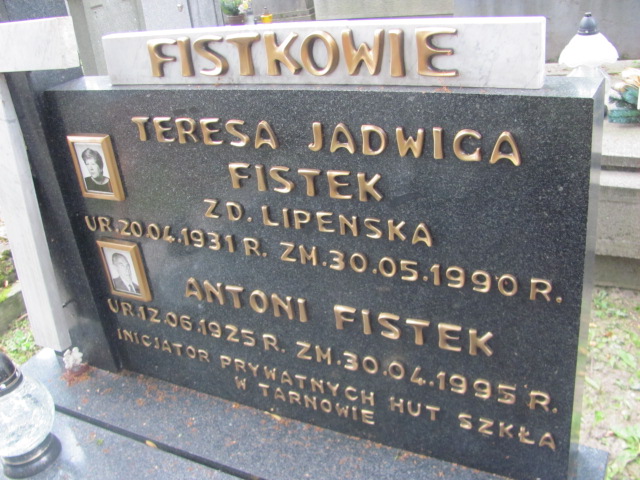 FISTKOWIE
TERESA JADWIGA
FISTEK
ZD. LIPENSKA
UR.20.04.1931 R. ZM.30.05.1990 R.
ANTONI FISTEK
UR.12.06.1925 R. ZM.30.04.1995 R.
INICJATOR PRYWATNYCH HUT SZKŁA
W TARNOWIE